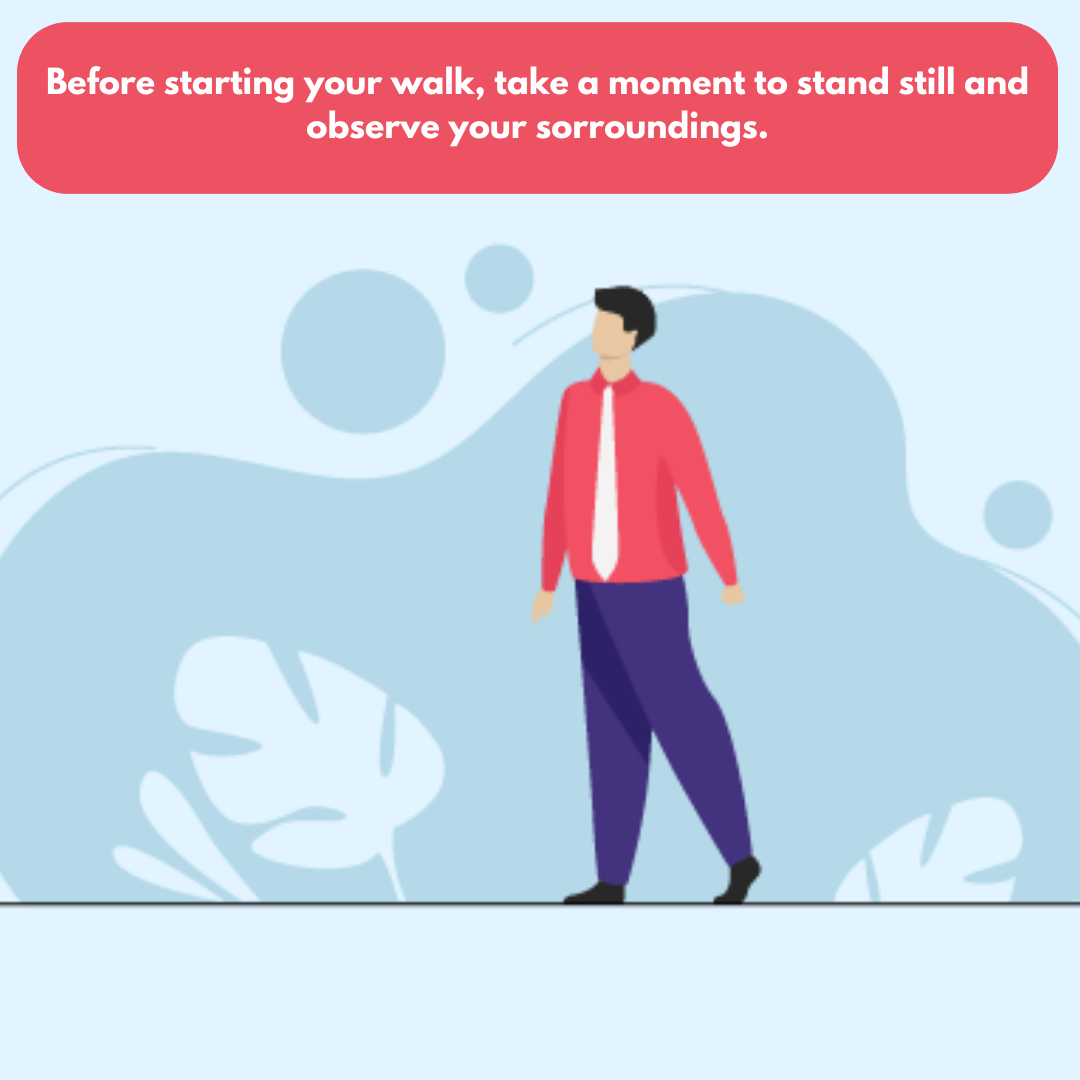 Before starting your walk, take a moment to stand still and
observe your sorroundings.